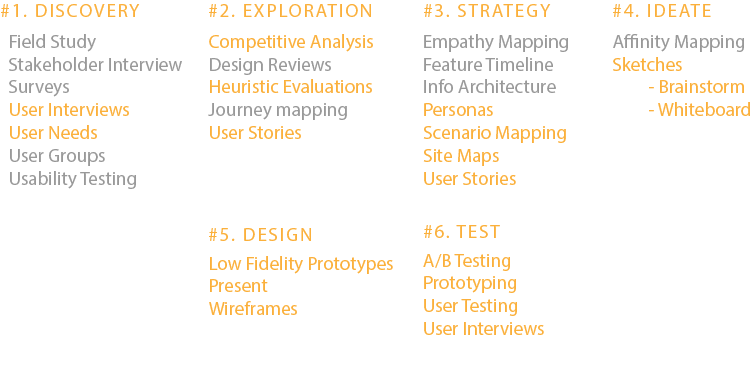 #1. DISCOVERY
Field Study
Stakeholder Interview
Surveys
User Interviews
User Needs
User Groups
Usability Testing
#2. EXPLORATION
Competitive Analysis
Design Reviews
Heuristic Evaluations
Journey mapping
User Stories
#3. STRATEGY
Empathy Mapping
Feature Timeline
Info Architecture
Personas
Scenario Mapping
Site Maps
User Stories
#4. IDEATE
Affinity Mapping
Sketches
- Brainstorm
- Whiteboard
#5. DESIGN
Low Fidelity Prototypes
Present
Wireframes
#6. TEST
A/B Testing
Prototyping
User Testing
User Interviews